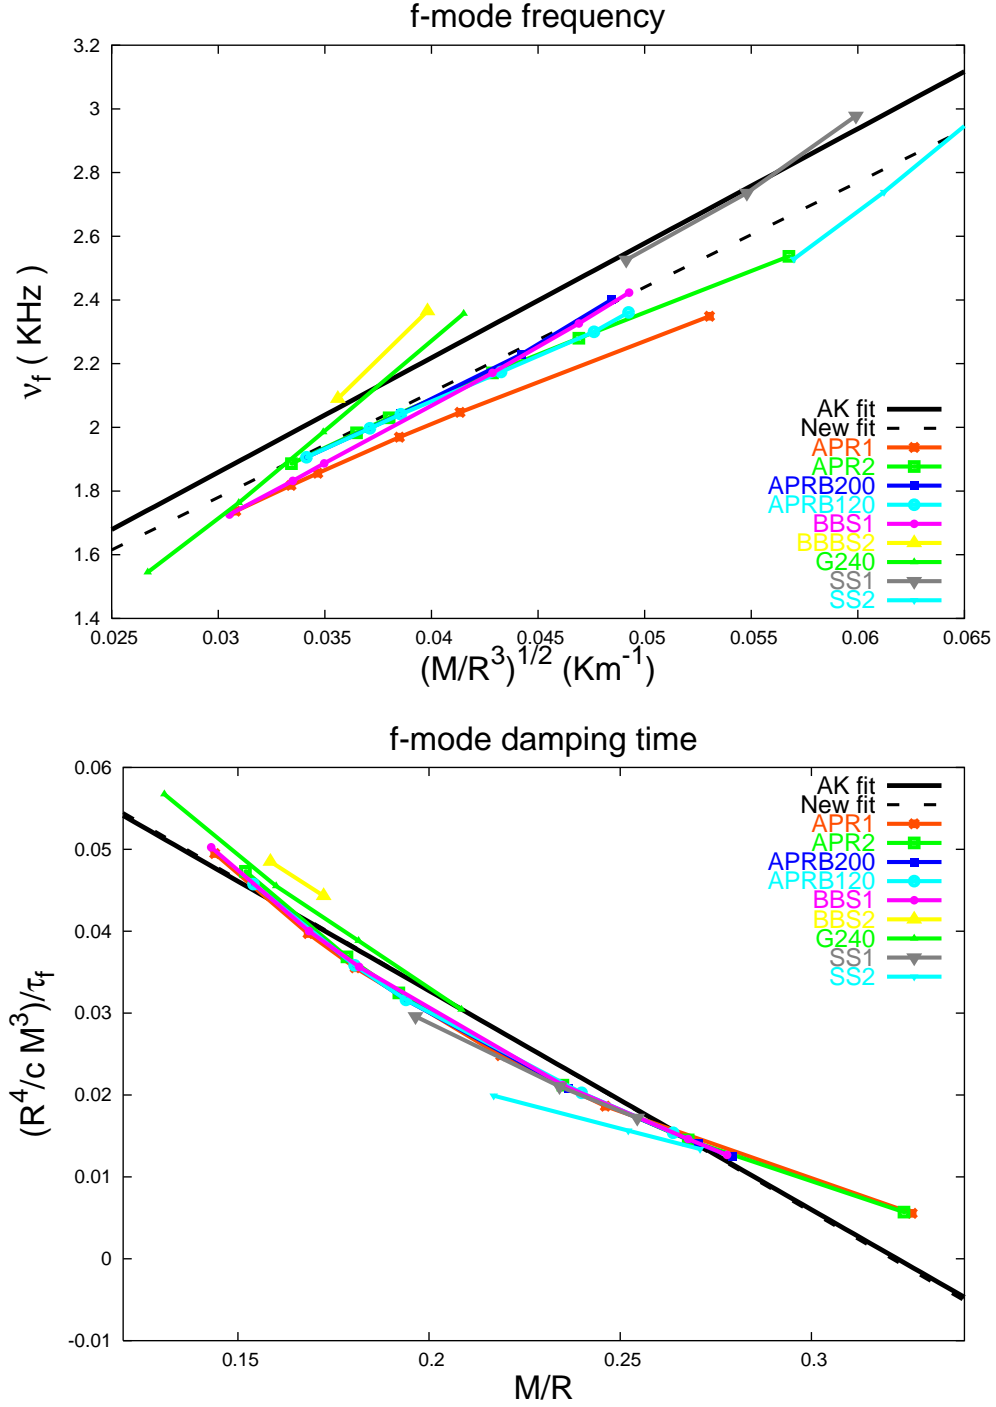 f-mode frequency
3.2
3
2.8
2.6
2.4
2.2
2
1.8
1.6
1.4
ν_f ( KHz )
AK fit
New fit
APR1
APR2
APRB200
APRB120
BBS1
BBBS2
G240
SS1
SS2
0.025 0.03 0.035 0.04 0.045 0.05 0.055 0.06 0.065
(M/R^3)^1/2 (Km^-1)
f-mode damping time
0.06
0.05
0.04
0.03
0.02
0.01
0
-0.01
(R^4/c M^3)/τ_f
AK fit
New fit
APR1
APR2
APRB200
APRB120
BBS1
BBS2
G240
SS1
SS2
0.15 0.2 0.25 0.3
M/R